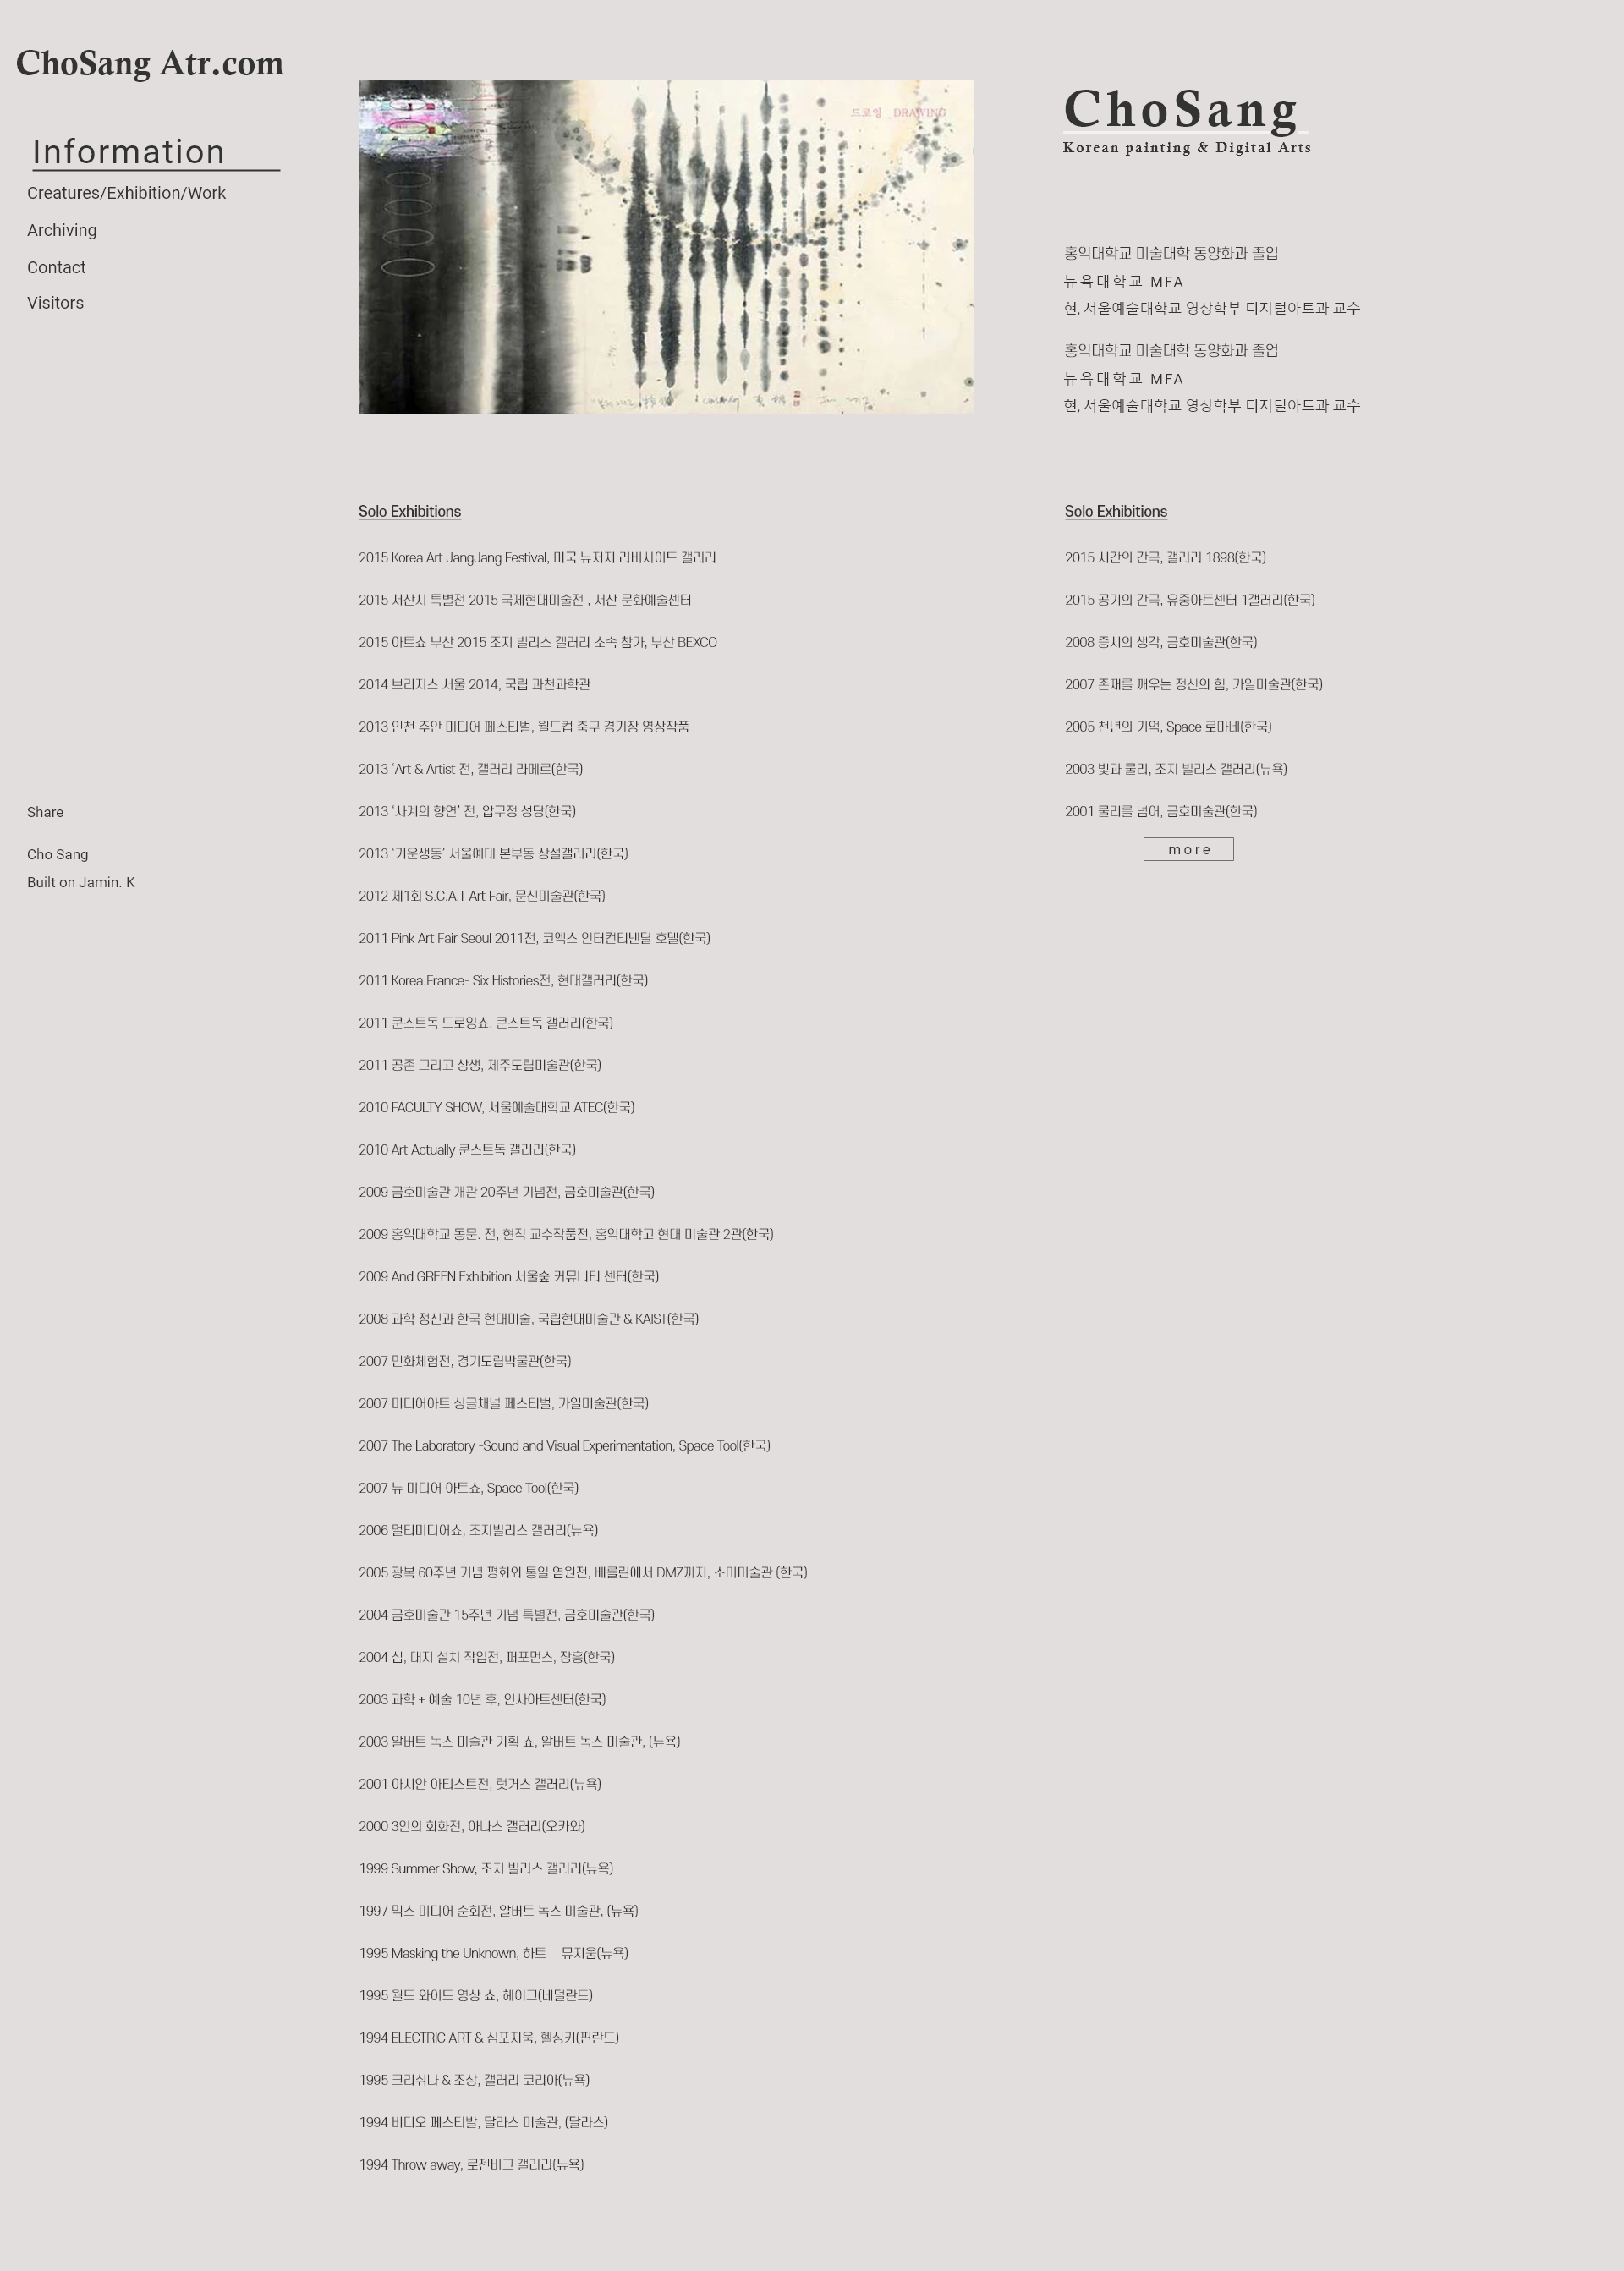 ChoSang Atr.com
Information
Creatures/Exhibition/Work
Archiving
Contact
Visitors
드로잉 _DRAWING
ChoSang
Korean painting & Digital Arts
홍익대학교 미술대학 동양화과 졸업
뉴욕대학교 MFA
현, 서울예술대학교 영상학부 디지털아트과 교수
홍익대학교 미술대학 동양화과 졸업
뉴욕대학교 MFA
현, 서울예술대학교 영상학부 디지털아트과 교수
Solo Exhibitions
2015 Korea Art JangJang Festival, 미국 뉴저지 리버사이드 갤러리
2015 서산시 특별전 2015 국제현대미술전 , 서산 문화예술센터
2015 아트쇼 부산 2015 조지 빌리스 갤러리 소속 참가, 부산 BEXCO
2014 브리지스 서울 2014, 국립 과천과학관
2013 인천 주안 미디어 페스티벌, 월드컵 축구 경기장 영상작품
2013 ‘Art & Artist 전, 갤러리 라메르(한국)
2013 ‘사계의 향연’ 전, 압구정 성당(한국)
2013 ‘기운생동’ 서울예대 본부동 상설갤러리(한국)
2012 제1회 S.C.A.T Art Fair, 문신미술관(한국)
2011 Pink Art Fair Seoul 2011전, 코엑스 인터컨티넨탈 호텔(한국)
2011 Korea.France- Six Histories전, 현대갤러리(한국)
2011 쿤스트독 드로잉쇼, 쿤스트독 갤러리(한국)
2011 공존 그리고 상생, 제주도립미술관(한국)
2010 FACULTY SHOW, 서울예술대학교 ATEC(한국)
2010 Art Actually 쿤스트독 갤러리(한국)
2009 금호미술관 개관 20주년 기념전, 금호미술관(한국)
2009 홍익대학교 동문. 전, 현직 교수작품전, 홍익대학고 현대 미술관 2관(한국)
2009 And GREEN Exhibition 서울숲 커뮤니티 센터(한국)
2008 과학 정신과 한국 현대미술, 국립현대미술관 & KAIST(한국)
2007 민화체험전, 경기도립박물관(한국)
2007 미디어아트 싱글채널 페스티벌, 가일미술관(한국)
2007 The Laboratory -Sound and Visual Experimentation, Space Tool(한국)
2007 뉴 미디어 아트쇼, Space Tool(한국)
2006 멀티미디어쇼, 조지빌리스 갤러리(뉴욕)
2005 광복 60주년 기념 평화와 통일 염원전, 베를린에서 DMZ까지, 소마미술관 (한국)
2004 금호미술관 15주년 기념 특별전, 금호미술관(한국)
2004 섬, 대지 설치 작업전, 퍼포먼스, 장흥(한국)
2003 과학 + 예술 10년 후, 인사아트센터(한국)
2003 알버트 녹스 미술관 기획 쇼, 알버트 녹스 미술관, (뉴욕)
2001 아시안 아티스트전, 럿거스 갤러리(뉴욕)
2000 3인의 회화전, 아나스 갤러리(오카와)
1999 Summer Show, 조지 빌리스 갤러리(뉴욕)
1997 믹스 미디어 순회전, 알버트 녹스 미술관, (뉴욕)
1995 Masking the Unknown, 하트 뮤지움(뉴욕)
1995 월드 와이드 영상 쇼, 헤이그(네덜란드)
1994 ELECTRIC ART & 심포지움, 헬싱키(핀란드)
1995 크리쉬나 & 조상, 갤러리 코리아(뉴욕)
1994 비디오 페스티발, 달라스 미술관, (달라스)
1994 Throw away, 로젠버그 갤러리(뉴욕)
Solo Exhibitions
2015 시간의 간극, 갤러리 1898(한국)
2015 공기의 간극, 유중아트센터 1갤러리(한국)
2008 증시의 생각, 금호미술관(한국)
2007 존재를 깨우는 정신의 힘, 가일미술관(한국)
2005 천년의 기억, Space 로마네(한국)
2003 빛과 물리, 조지 빌리스 갤러리(뉴욕)
2001 물리를 넘어, 금호미술관(한국)
more
Share
Cho Sang
Built on Jamin. K